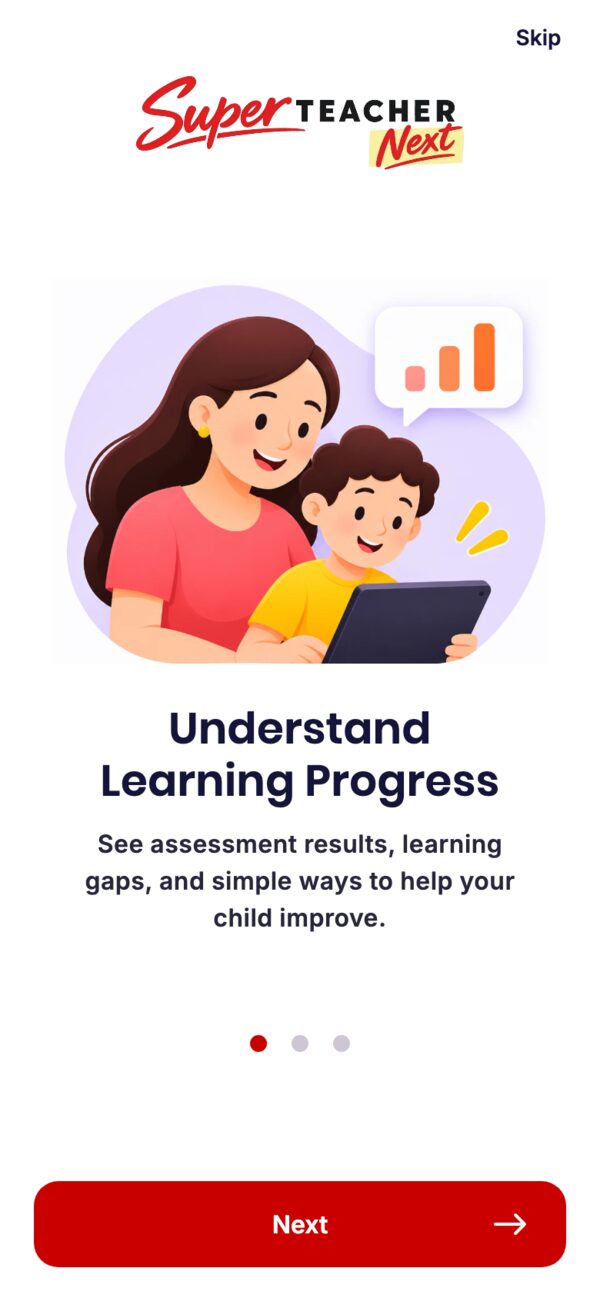 Skip
Super TEACHER
Next
Understand
Learning Progress
See assessment results, learning
gaps, and simple ways to help your
child improve.
Next